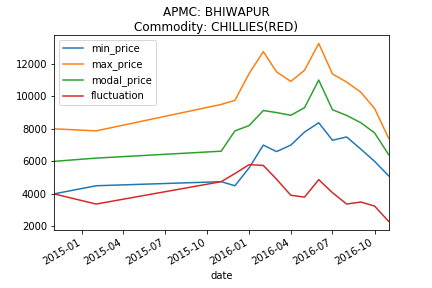 APMC: BHIWAPUR
Commodity: CHILLIES(RED)
min_price
max_price
modal_price
fluctuation
12000
10000
8000
6000
4000
2000
2015-01
2015-04
2015-07
2015-10
2016-01
2016-04
2016-07
2016-10
date